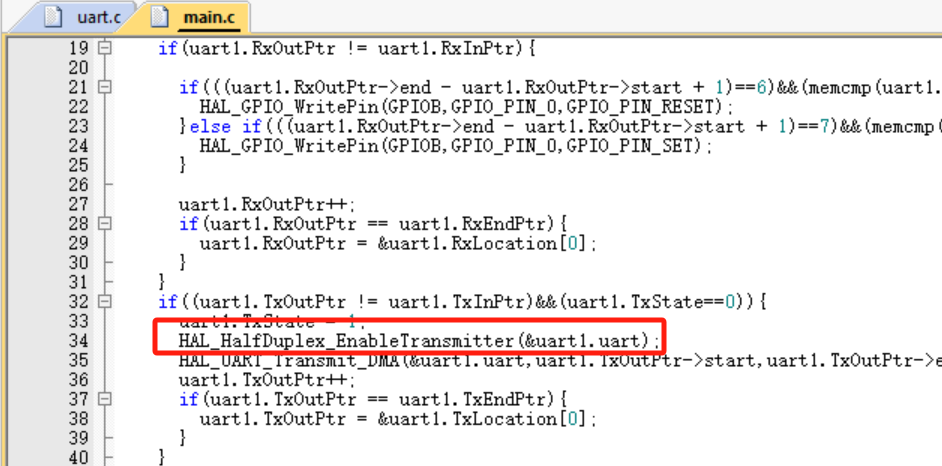 uart.c main.c
19 if(uart1.RxOutPtr != uart1.RxInPtr){
20
21 if(((uart1.RxOutPtr->end - uart1.RxOutPtr->start + 1)==6)&&(memcmp(uart1.
22 HAL_GPIO_WritePin(GPIOB,GPIO_PIN_0,GPIO_PIN_RESET);
23 }else if(((uart1.RxOutPtr->end - uart1.RxOutPtr->start + 1)==7)&&(memcmp(
24 HAL_GPIO_WritePin(GPIOB,GPIO_PIN_0,GPIO_PIN_SET);
25 }
26
27 uart1.RxOutPtr++;
28 if(uart1.RxOutPtr == uart1.RxEndPtr){
29 uart1.RxOutPtr = &uart1.RxLocation[0];
30 }
31 }
32 if((uart1.TxOutPtr != uart1.TxInPtr)&&(uart1.TxState==0)){
33 uart1.TxState = 1;
34 HAL_HalfDuplex_EnableTransmitter(&uart1.uart);
35 HAL_UART_Transmit_DMA(&uart1.uart,uart1.TxOutPtr->start,uart1.TxOutPtr->e
36 uart1.TxOutPtr++;
37 if(uart1.TxOutPtr == uart1.TxEndPtr){
38 uart1.TxOutPtr = &uart1.TxLocation[0];
39 }
40 }